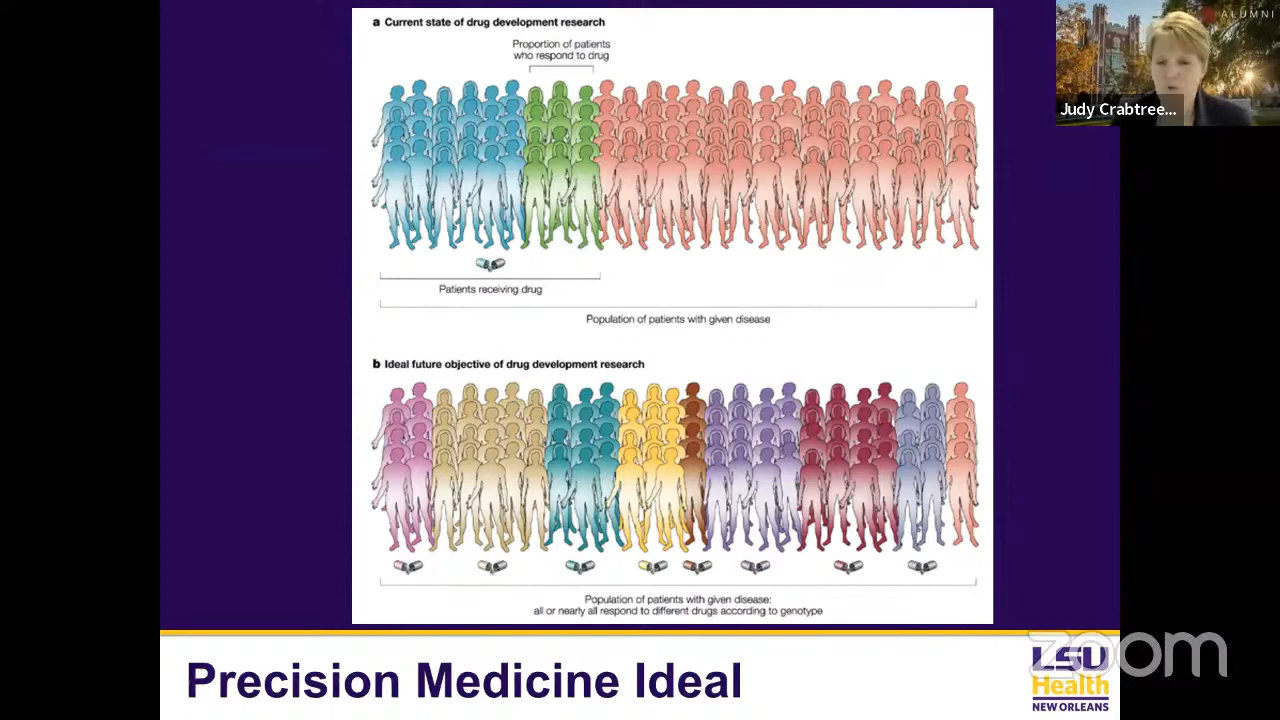 a Current state of drug development research
Proportion of patients
who respond to drug
Patients receiving drug
Population of patients with given disease
b Ideal future objective of drug development research
Population of patients with given disease:
all or nearly all respond to different drugs according to genotype
Precision Medicine Ideal
ALUMNI
Judy Crabtree...
zoom
LSU
Health
NEW ORLEANS